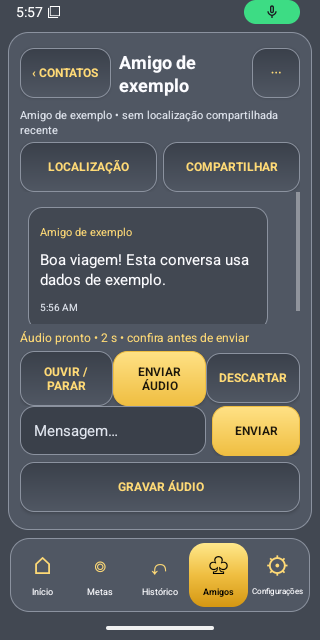 5:57
‹ CONTATOS
Amigo de
exemplo
...
Amigo de exemplo • sem localização compartilhada
recente
LOCALIZAÇÃO
COMPARTILHAR
Amigo de exemplo
Boa viagem! Esta conversa usa
dados de exemplo.
5:56 AM
Áudio pronto • 2 s • confira antes de enviar
OUVIR /
PARAR
ENVIAR
ÁUDIO
DESCARTAR
Mensagem...
ENVIAR
GRAVAR ÁUDIO
Início
Metas
Histórico
Amigos
Configurações